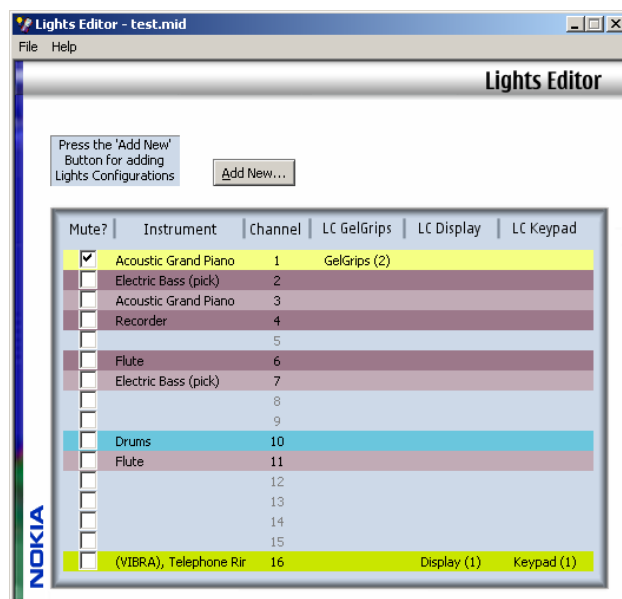 Lights Editor - test.mid
File Help
Lights Editor
Press the 'Add New'
Button for adding
Lights Configurations
Add New...
Mute? Instrument Channel LC GelGrips LC Display LC Keypad
Acoustic Grand Piano 1 GelGrips (2)
Electric Bass (pick) 2
Acoustic Grand Piano 3
Recorder 4
5
Flute 6
Electric Bass (pick) 7
8
9
Drums 10
Flute 11
12
13
14
15
(VIBRA), Telephone Rir 16 Display (1) Keypad (1)
NOKIA